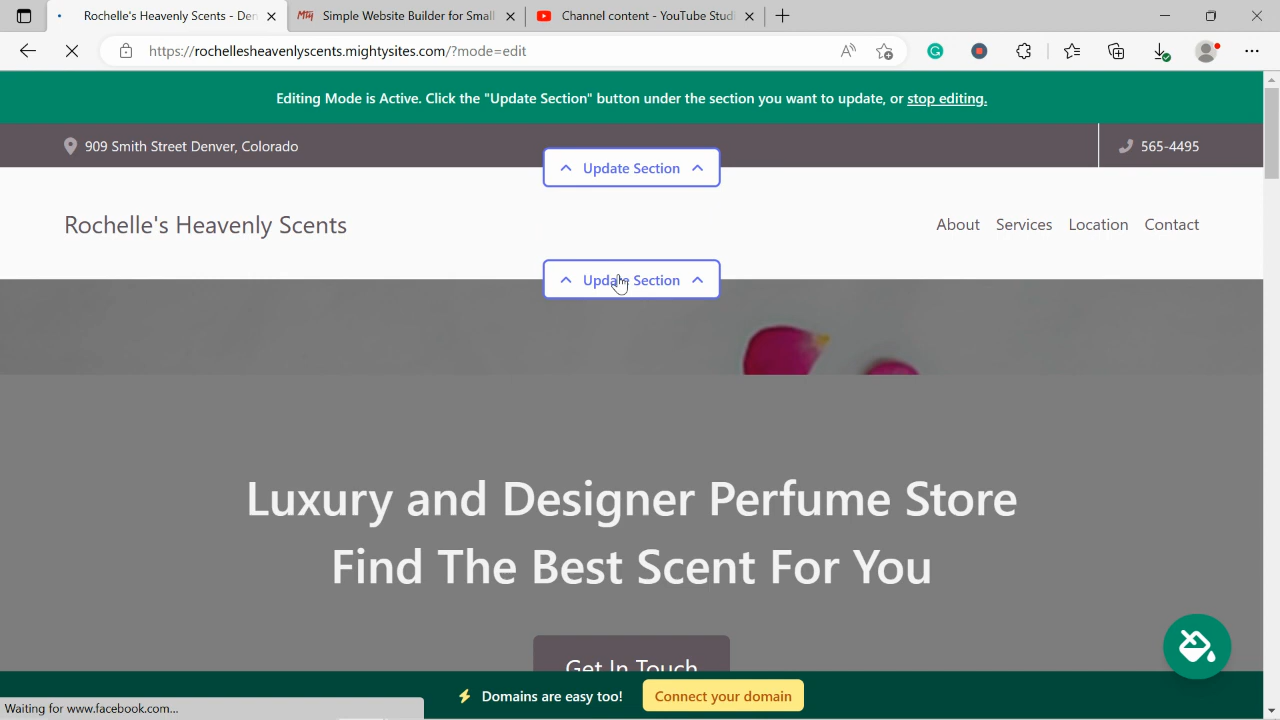 Rochelle's Heavenly Scents - Den
Simple Website Builder for Small
Channel content - YouTube Studi
https://rochellesheavenlyscents.mightysites.com/?mode=edit
Editing Mode is Active. Click the "Update Section" button under the section you want to update, or stop editing.
909 Smith Street Denver, Colorado
565-4495
Update Section
Rochelle's Heavenly Scents
About Services Location Contact
Update Section
Luxury and Designer Perfume Store
Find The Best Scent For You
Get In Touch
Domains are easy too!
Connect your domain
Waiting for www.facebook.com...